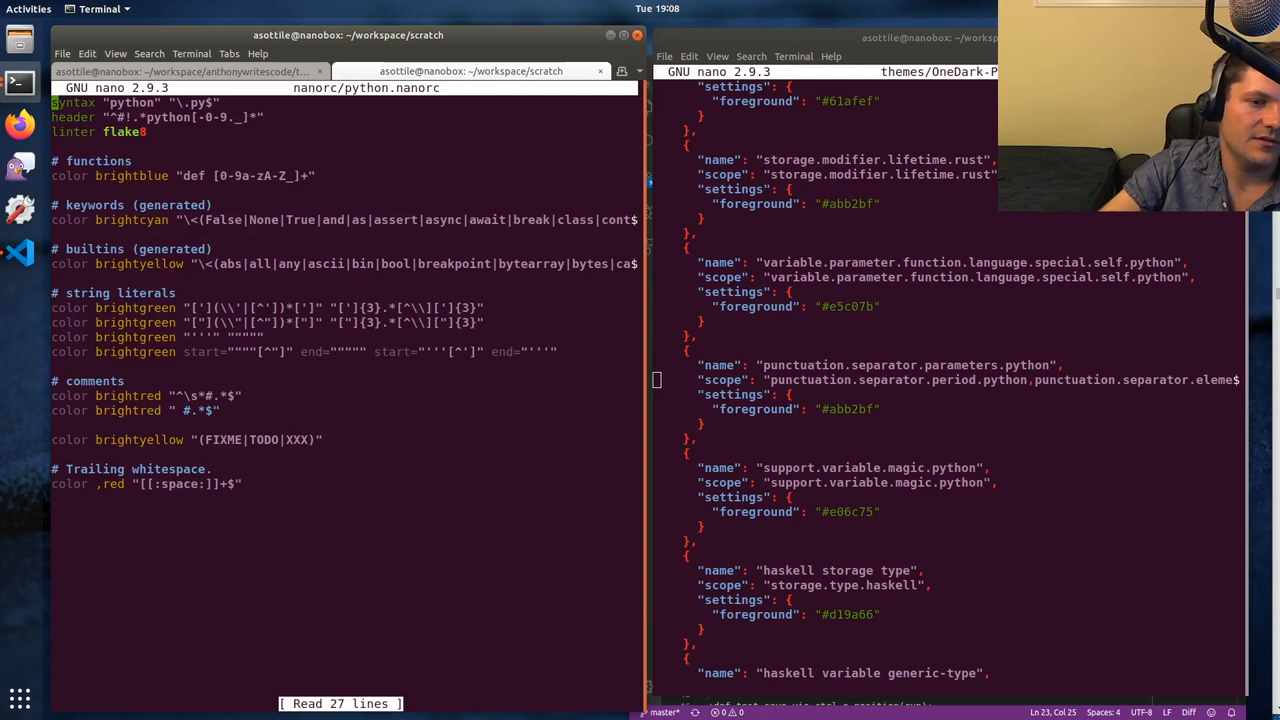 Activities
Terminal
Tue 19:08
asottile@nanobox: ~/workspace/scratch
File Edit View Search Terminal Tabs Help
asottile@nanobox: ~/workspace/anthonywritescode/t... ×
asottile@nanobox: ~/workspace/scratch ×
GNU nano 2.9.3 nanorc/python.nanorc
syntax "python" "\.py$"
header "^#!.*python[-0-9._]*"
linter flake8
# functions
color brightblue "def [0-9a-zA-Z_]+"
# keywords (generated)
color brightcyan "\<(False|None|True|and|as|assert|async|await|break|class|cont$
# builtins (generated)
color brightyellow "\<(abs|all|any|ascii|bin|bool|breakpoint|bytearray|bytes|ca$
# string literals
color brightgreen "['](\\'|[^'])*[']" "[']{3}.*[^\\][']{3}"
color brightgreen "["](\\"|[^"])*["]" "["]{3}.*[^\\]["]{3}"
color brightgreen "'''" """""
color brightgreen start=""""[^"]" end=""""" start="'''[^']" end="'''"
# comments
color brightred "^\s*#.*$"
color brightred " #.*$"
color brightyellow "(FIXME|TODO|XXX)"
# Trailing whitespace.
color ,red "[[:space:]]+$"
[ Read 27 lines ]
asottile@nanobox: ~/workspace/s
File Edit View Search Terminal Help
GNU nano 2.9.3 themes/OneDark-P
"settings": {
"foreground": "#61afef"
}
},
{
"name": "storage.modifier.lifetime.rust",
"scope": "storage.modifier.lifetime.rust"
"settings": {
"foreground": "#abb2bf"
}
},
{
"name": "variable.parameter.function.language.special.self.python",
"scope": "variable.parameter.function.language.special.self.python",
"settings": {
"foreground": "#e5c07b"
}
},
{
"name": "punctuation.separator.parameters.python",
"scope": "punctuation.separator.period.python,punctuation.separator.eleme$
"settings": {
"foreground": "#abb2bf"
}
},
{
"name": "support.variable.magic.python",
"scope": "support.variable.magic.python",
"settings": {
"foreground": "#e06c75"
}
},
{
"name": "haskell storage type",
"scope": "storage.type.haskell",
"settings": {
"foreground": "#d19a66"
}
},
{
"name": "haskell variable generic-type",
master* 0 0 Ln 23, Col 25 Spaces: 4 UTF-8 LF Diff